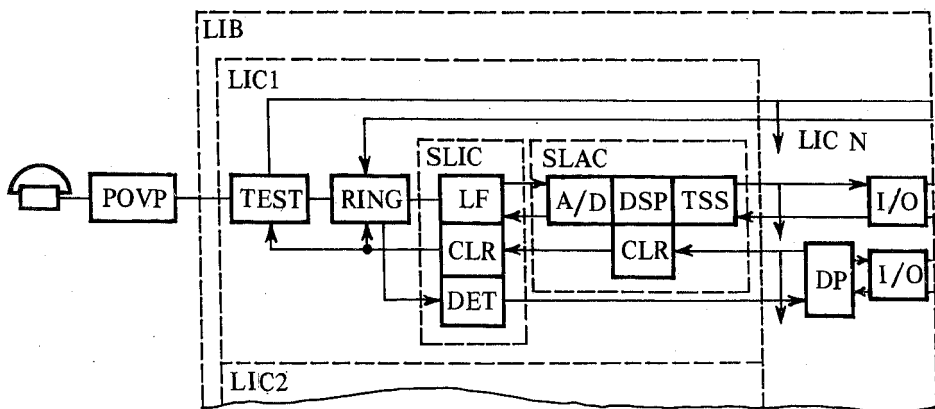 LIB
LIC1
LIC N
SLIC
SLAC
POVP
TEST
RING
LF
A/D
DSP
TSS
I/O
CLR
CLR
DP
I/O
DET
LIC2